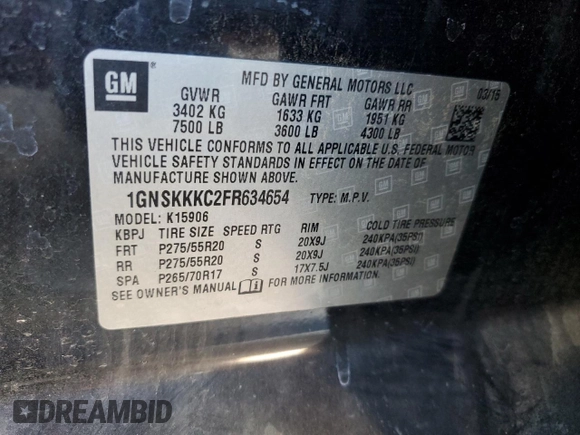 GM
MFD BY GENERAL MOTORS LLC 03/15
GVWR GAWR FRT GAWR RR
3402 KG 1633 KG 1951 KG
7500 LB 3600 LB 4300 LB
THIS VEHICLE CONFORMS TO ALL APPLICABLE U.S. FEDERAL MOTOR
VEHICLE SAFETY STANDARDS IN EFFECT ON THE DATE OF
MANUFACTURE SHOWN ABOVE.
1GNSKKKC2FR634654 TYPE: M.P.V.
MODEL: K15906
KBPJ TIRE SIZE SPEED RTG RIM COLD TIRE PRESSURE
FRT P275/55R20 S 20X9J 240KPA(35PSI)
RR P275/55R20 S 20X9J 240KPA(35PSI)
SPA P265/70R17 S 17X7.5J 240KPA(35PSI)
SEE OWNER'S MANUAL FOR MORE INFORMATION.
DREAMBID